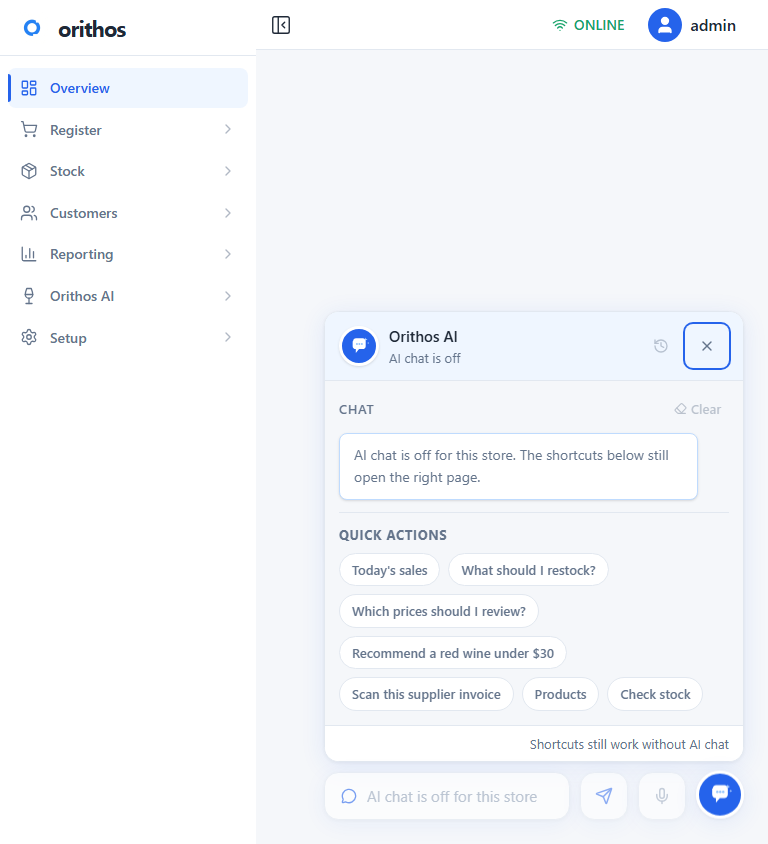 orithos
ONLINE
admin
Overview
Register
Stock
Customers
Reporting
Orithos AI
Setup
Orithos AI
AI chat is off
CHAT
Clear
AI chat is off for this store. The shortcuts below still
open the right page.
QUICK ACTIONS
Today's sales
What should I restock?
Which prices should I review?
Recommend a red wine under $30
Scan this supplier invoice
Products
Check stock
Shortcuts still work without AI chat
AI chat is off for this store